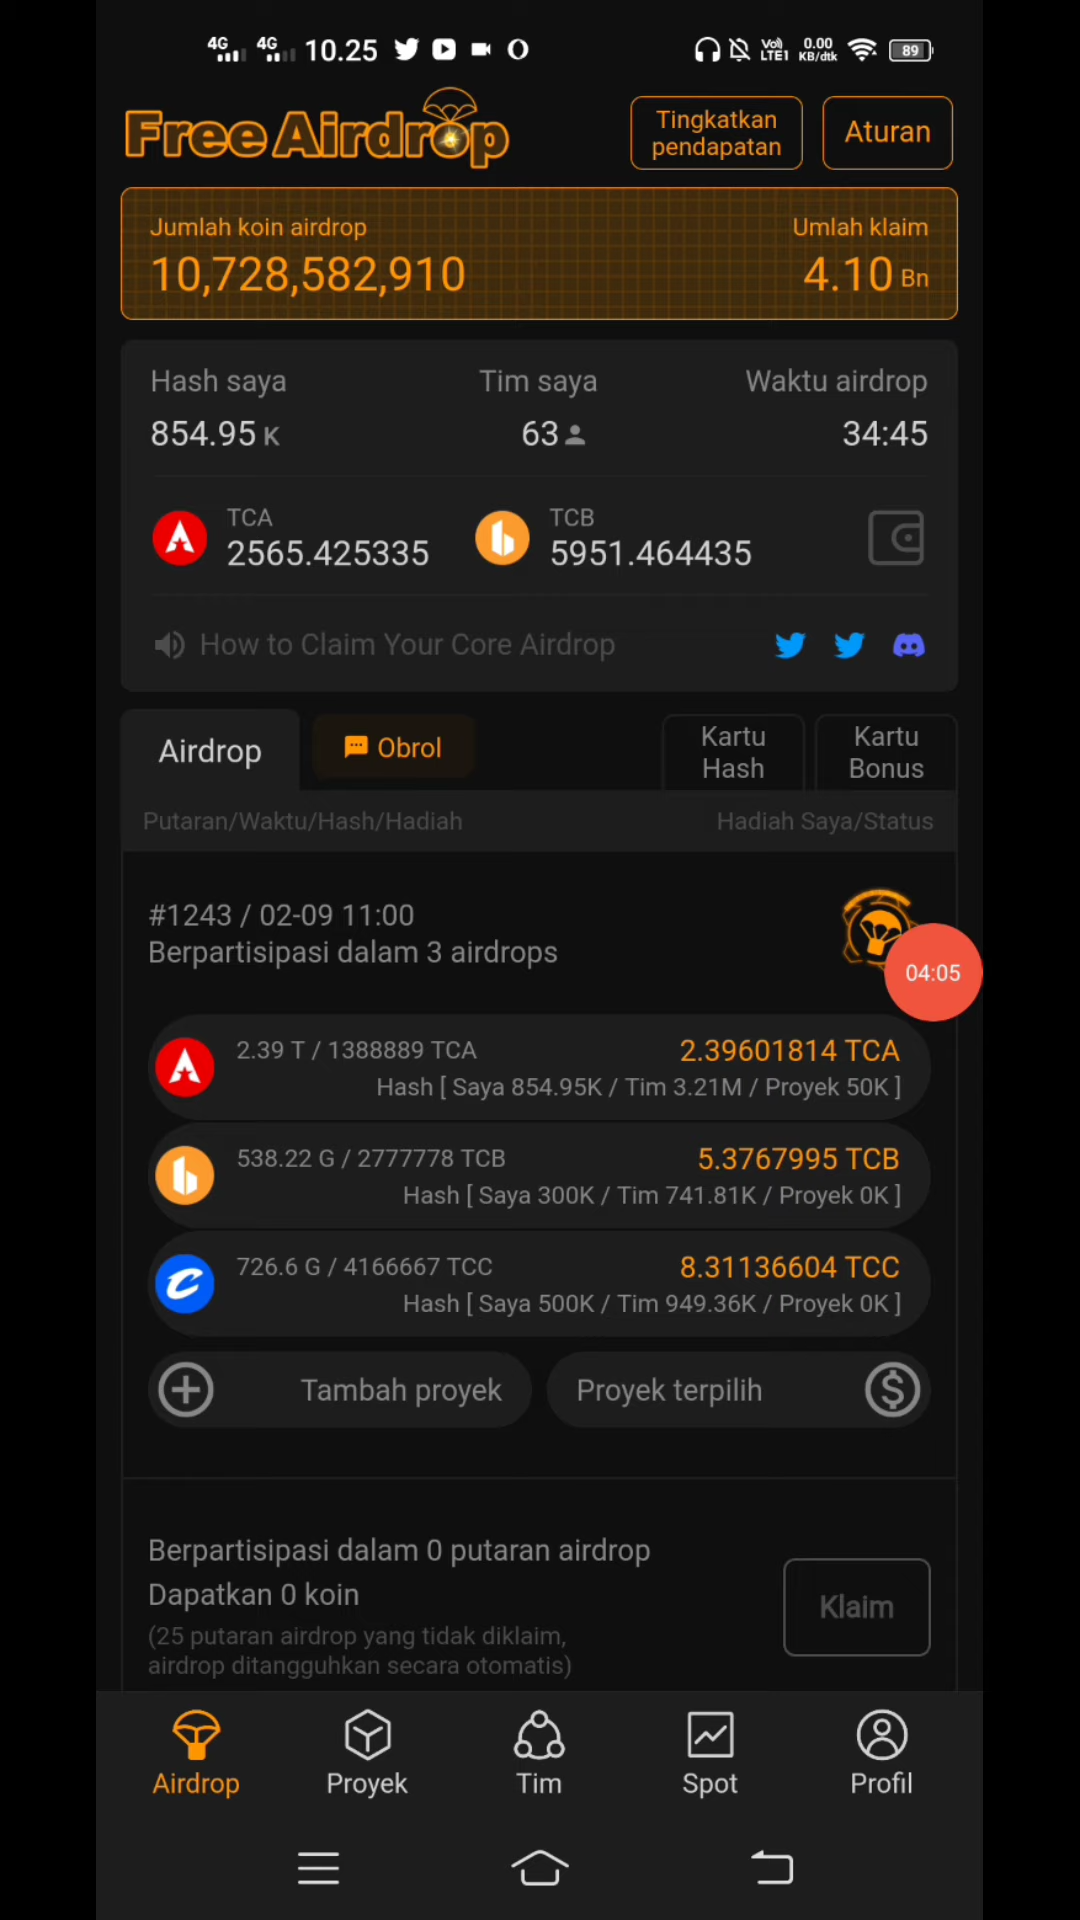 4G 4G 10.25 Vo) LTE1 0.00 KB/dtk 89
Free Airdrop
Tingkatkan pendapatan
Aturan
Jumlah koin airdrop Umlah klaim
10,728,582,910 4.10 Bn
Hash saya Tim saya Waktu airdrop
854.95 K 63 34:45
TCA TCB
2565.425335 5951.464435
How to Claim Your Core Airdrop
Airdrop Obrol Kartu Hash Kartu Bonus
Putaran/Waktu/Hash/Hadiah Hadiah Saya/Status
#1243 / 02-09 11:00
Berpartisipasi dalam 3 airdrops
04:05
2.39 T / 1388889 TCA 2.39601814 TCA
Hash [ Saya 854.95K / Tim 3.21M / Proyek 50K ]
538.22 G / 2777778 TCB 5.3767995 TCB
Hash [ Saya 300K / Tim 741.81K / Proyek 0K ]
726.6 G / 4166667 TCC 8.31136604 TCC
Hash [ Saya 500K / Tim 949.36K / Proyek 0K ]
Tambah proyek Proyek terpilih
Berpartisipasi dalam 0 putaran airdrop
Dapatkan 0 koin
Klaim
(25 putaran airdrop yang tidak diklaim,
airdrop ditangguhkan secara otomatis)
Airdrop Proyek Tim Spot Profil